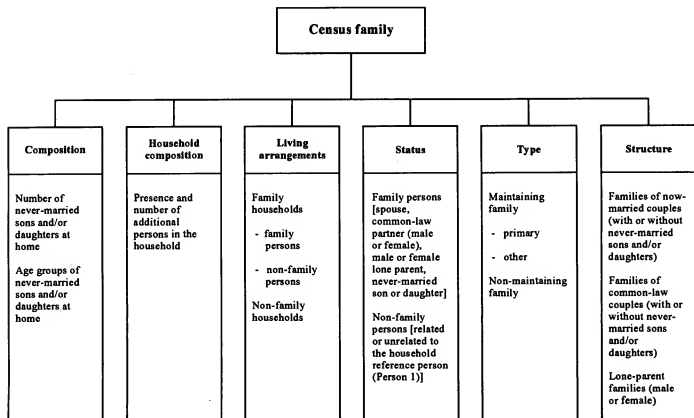 Census family
Composition
Number of
never-married
sons and/or
daughters at
home
Age groups of
never-married
sons and/or
daughters at
home
Household
composition
Presence and
number of
additional
persons in the
household
Living
arrangements
Family
households
- family
persons
- non-family
persons
Non-family
households
Status
Family persons
[spouse,
common-law
partner (male
or female),
male or female
lone parent,
never-married
son or daughter]
Non-family
persons [related
or unrelated to
the household
reference person
(Person 1)]
Type
Maintaining
family
- primary
- other
Non-maintaining
family
Structure
Families of now-
married couples
(with or without
never-married
sons and/or
daughters)
Families of
common-law
couples (with or
without never-
married sons
and/or
daughters)
Lone-parent
families (male
or female)